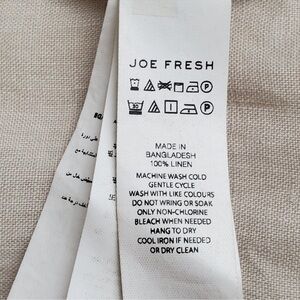 JOE FRESH
MADE IN
BANGLADESH
100% LINEN
MACHINE WASH COLD
GENTLE CYCLE
WASH WITH LIKE COLOURS
DO NOT WRING OR SOAK
ONLY NON-CHLORINE
BLEACH WHEN NEEDED
HANG TO DRY
COOL IRON IF NEEDED
OR DRY CLEAN